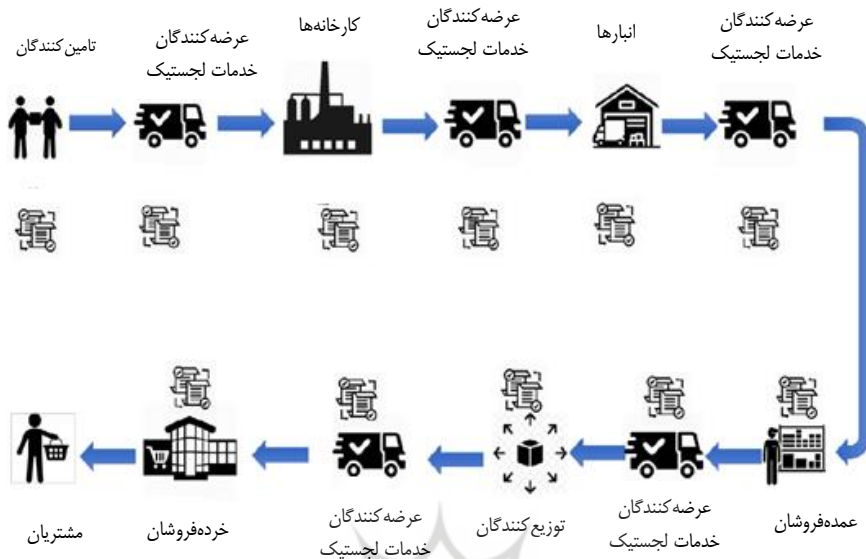 تامین‌کنندگان
عرضه‌کنندگان
خدمات لجستیک
کارخانه‌ها
عرضه‌کنندگان
خدمات لجستیک
انبارها
عرضه‌کنندگان
خدمات لجستیک
عمده‌فروشان
عرضه‌کنندگان
خدمات لجستیک
توزیع‌کنندگان
عرضه‌کنندگان
خدمات لجستیک
خرده‌فروشان
مشتریان